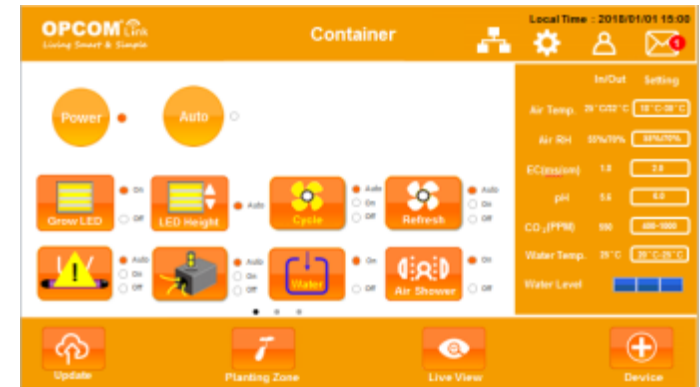 OPCOM Link
Living Smart & Simple
Container
Local Time : 2018/01/01 15:00
1
In/Out Setting
Power
Auto
Air Temp.
Air RH
EC(ms/cm) 1.8 2.0
pH
CO2(PPM) 400-1000
Water Temp.
Water Level
Grow LED
On
Off
LED Height
Auto
Cycle
Auto
On
Off
Refresh
Auto
On
Off
Auto
On
Off
Auto
On
Off
Water
On
Off
Air Shower
On
Off
Update
Planting Zone
Live View
Device